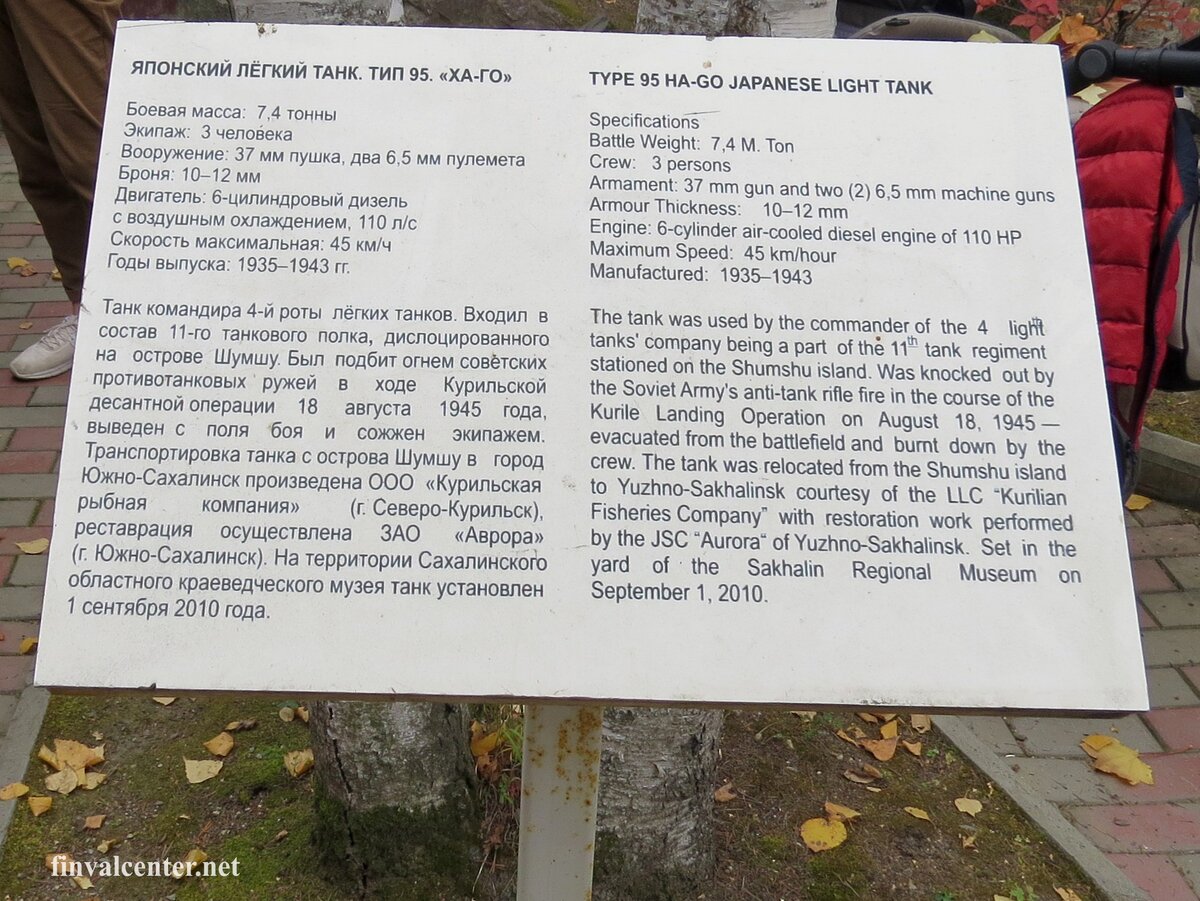 ЯПОНСКИЙ ЛЁГКИЙ ТАНК. ТИП 95. «ХА-ГО»
Боевая масса: 7,4 тонны
Экипаж: 3 человека
Вооружение: 37 мм пушка, два 6,5 мм пулемета
Броня: 10–12 мм
Двигатель: 6-цилиндровый дизель
с воздушным охлаждением, 110 л/с
Скорость максимальная: 45 км/ч
Годы выпуска: 1935–1943 гг.
Танк командира 4-й роты лёгких танков. Входил в
состав 11-го танкового полка, дислоцированного
на острове Шумшу. Был подбит огнем советских
противотанковых ружей в ходе Курильской
десантной операции 18 августа 1945 года,
выведен с поля боя и сожжен экипажем.
Транспортировка танка с острова Шумшу в город
Южно-Сахалинск произведена ООО «Курильская
рыбная компания» (г. Северо-Курильск),
реставрация осуществлена ЗАО «Аврора»
(г. Южно-Сахалинск). На территории Сахалинского
областного краеведческого музея танк установлен
1 сентября 2010 года.
TYPE 95 HA-GO JAPANESE LIGHT TANK
Specifications
Battle Weight: 7,4 M. Ton
Crew: 3 persons
Armament: 37 mm gun and two (2) 6,5 mm machine guns
Armour Thickness: 10–12 mm
Engine: 6-cylinder air-cooled diesel engine of 110 HP
Maximum Speed: 45 km/hour
Manufactured: 1935–1943
The tank was used by the commander of the 4 light th
tanks' company being a part of the 11th tank regiment
stationed on the Shumshu island. Was knocked out by
the Soviet Army's anti-tank rifle fire in the course of the
Kurile Landing Operation on August 18, 1945 —
evacuated from the battlefield and burnt down by the
crew. The tank was relocated from the Shumshu island
to Yuzhno-Sakhalinsk courtesy of the LLC “Kurilian
Fisheries Company” with restoration work performed
by the JSC “Aurora“ of Yuzhno-Sakhalinsk. Set in the
yard of the Sakhalin Regional Museum on
September 1, 2010.
finvalcenter.net